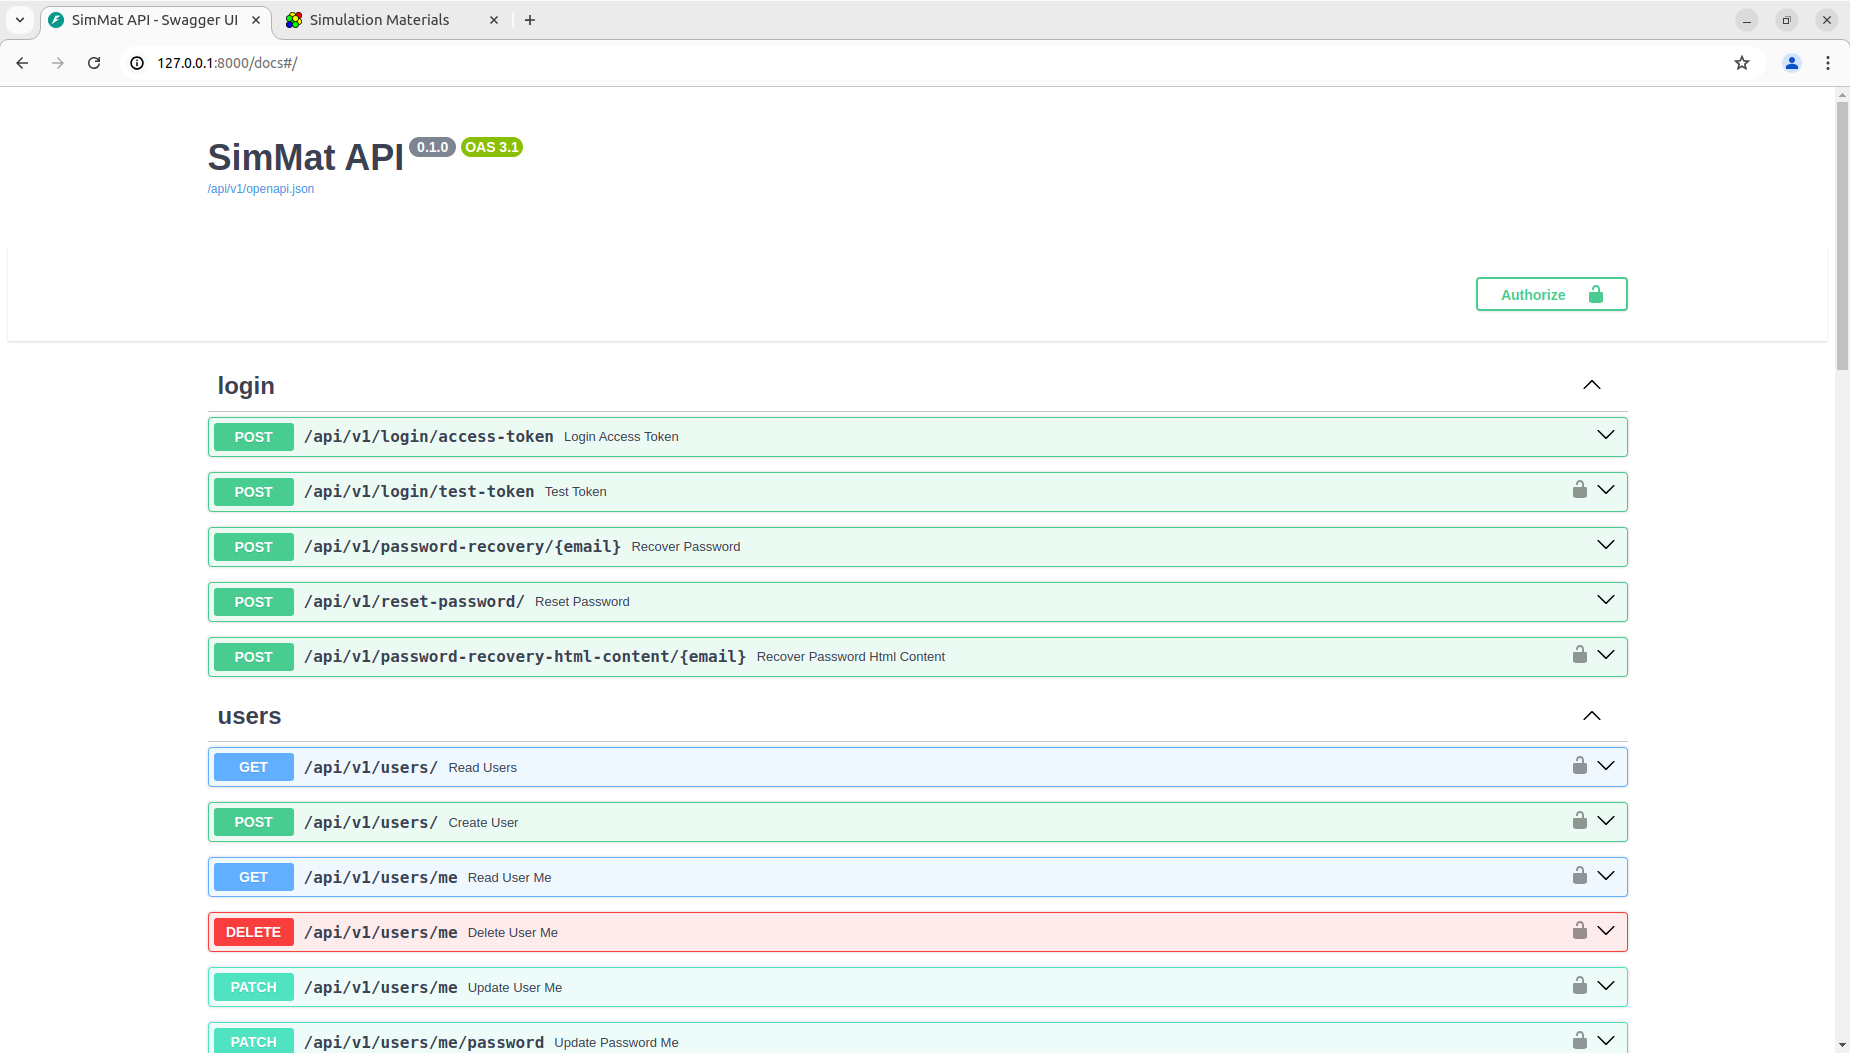 SimMat API - Swagger UI
Simulation Materials
127.0.0.1:8000/docs#/
SimMat API 0.1.0 OAS 3.1
/api/v1/openapi.json
Authorize
login
POST /api/v1/login/access-token Login Access Token
POST /api/v1/login/test-token Test Token
POST /api/v1/password-recovery/{email} Recover Password
POST /api/v1/reset-password/ Reset Password
POST /api/v1/password-recovery-html-content/{email} Recover Password Html Content
users
GET /api/v1/users/ Read Users
POST /api/v1/users/ Create User
GET /api/v1/users/me Read User Me
DELETE /api/v1/users/me Delete User Me
PATCH /api/v1/users/me Update User Me
PATCH /api/v1/users/me/password Update Password Me